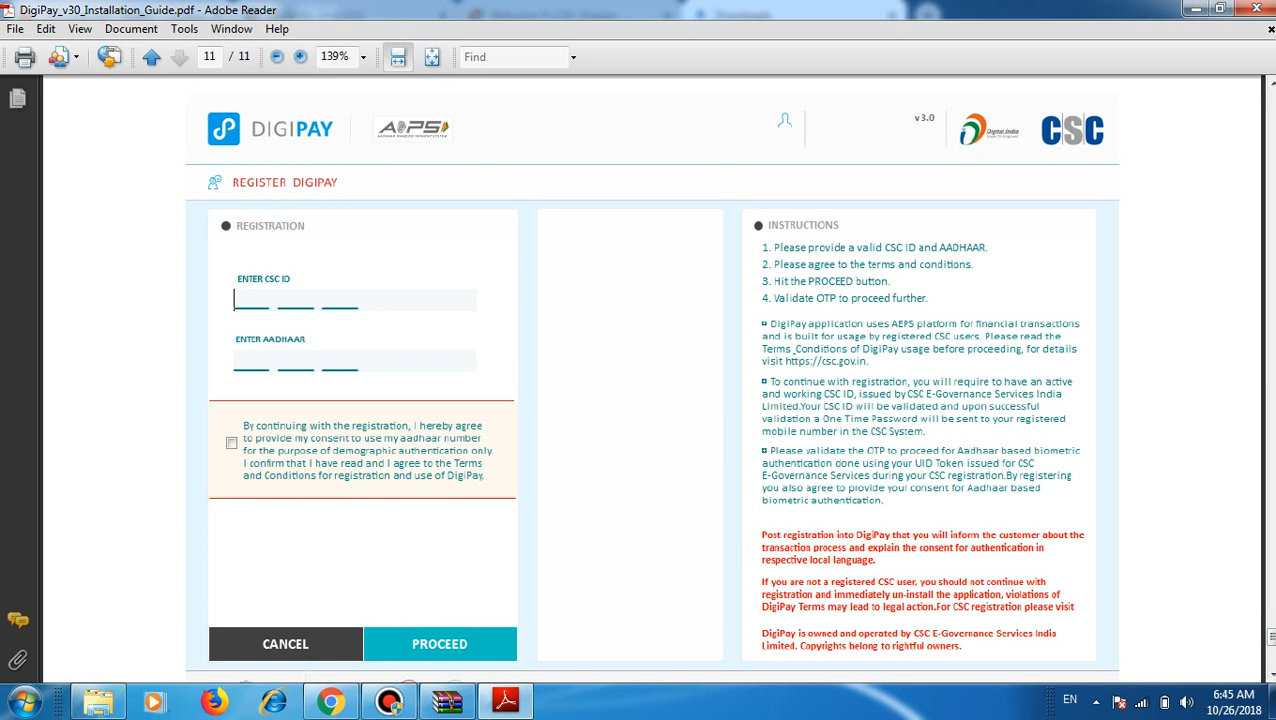 DigiPay_v30_Installation_Guide.pdf - Adobe Reader
File Edit View Document Tools Window Help
11 / 11 139% Find
DIGIPAY AEPS v 3.0 Digital India CSC
REGISTER DIGIPAY
REGISTRATION
ENTER CSC ID
ENTER AADHAAR
By continuing with the registration, I hereby agree
to provide my consent to use my aadhaar number
for the purpose of demographic authentication only.
I confirm that I have read and I agree to the Terms
and Conditions for registration and use of DigiPay.
CANCEL PROCEED
INSTRUCTIONS
1. Please provide a valid CSC ID and AADHAAR.
2. Please agree to the terms and conditions.
3. Hit the PROCEED button.
4. Validate OTP to proceed further.
DigiPay application uses AEPS platform for financial transactions
and is built for usage by registered CSC users. Please read the
Terms_Conditions of DigiPay usage before proceeding, for details
visit https://csc.gov.in.
To continue with registration, you will require to have an active
and working CSC ID, issued by CSC E-Governance Services India
Limited.Your CSC ID will be validated and upon successful
validation a One Time Password will be sent to your registered
mobile number in the CSC System.
Please validate the OTP to proceed for Aadhaar based biometric
authentication done using your UID Token issued for CSC
E-Governance Services during your CSC registration.By registering
you also agree to provide your consent for Aadhaar based
biometric authentication.
Post registration into DigiPay that you will inform the customer about the
transaction process and explain the consent for authentication in
respective local language.
If you are not a registered CSC user, you should not continue with
registration and immediately un-install the application, violations of
DigiPay Terms may lead to legal action.For CSC registration please visit
DigiPay is owned and operated by CSC E-Governance Services India
Limited. Copyrights belong to rightful owners.
EN 6:45 AM
10/26/2018